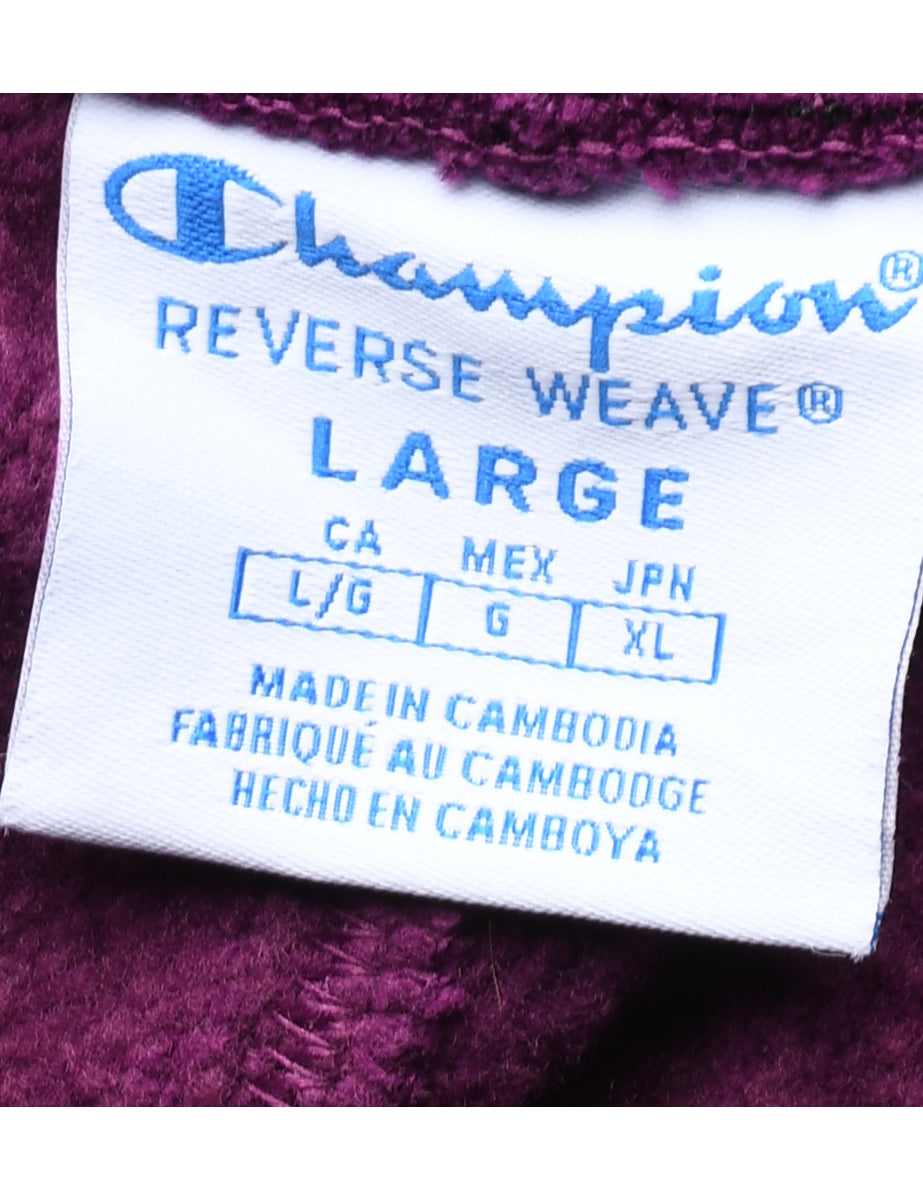 Champion®
REVERSE WEAVE®
LARGE
CA MEX JPN
L/G G XL
MADE IN CAMBODIA
FABRIQUÉ AU CAMBODGE
HECHO EN CAMBOYA